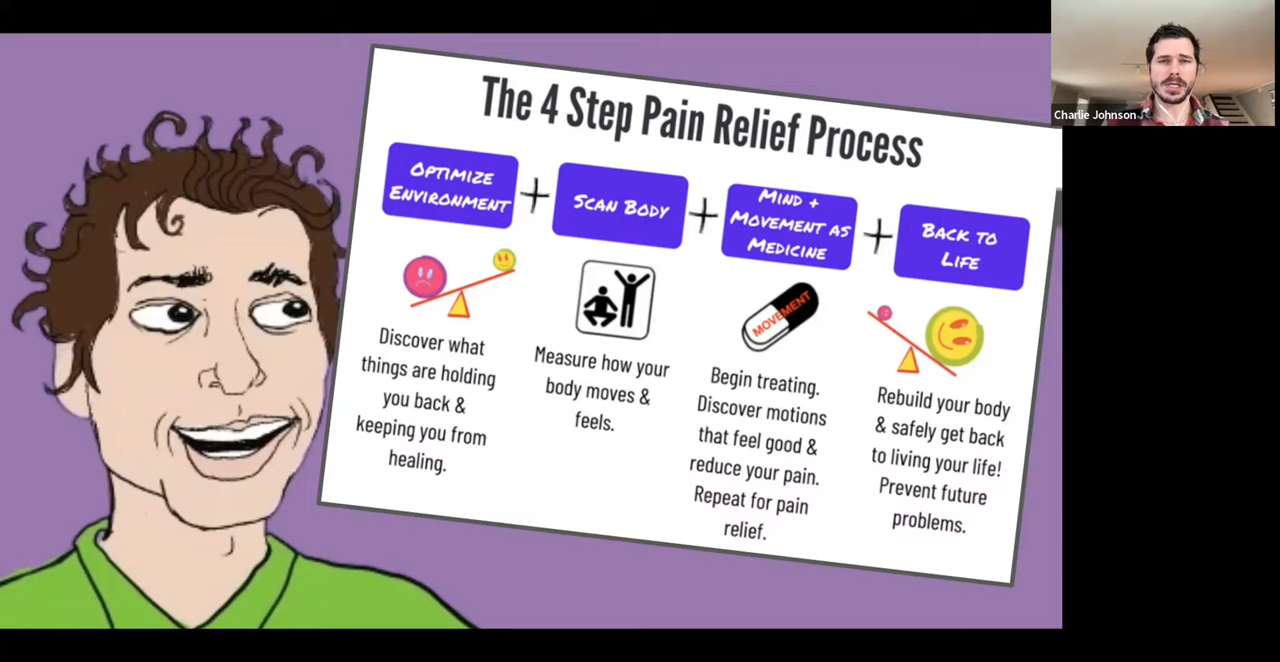 Charlie Johnson
The 4 Step Pain Relief Process
OPTIMIZE
ENVIRONMENT
+
SCAN BODY
+
MIND +
MOVEMENT AS
MEDICINE
+
BACK TO
LIFE
Discover what
things are holding
you back &
keeping you from
healing.
Measure how your
body moves &
feels.
MOVEMENT
Begin treating.
Discover motions
that feel good &
reduce your pain.
Repeat for pain
relief.
Rebuild your body
& safely get back
to living your life!
Prevent future
problems.